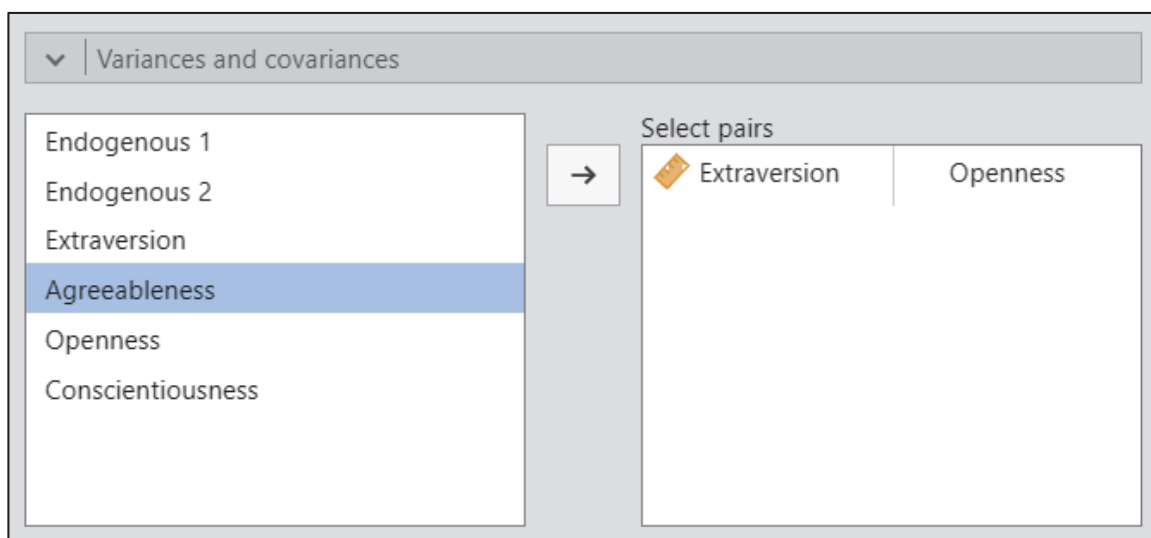 Variances and covariances
Endogenous 1
Endogenous 2
Extraversion
Agreeableness
Openness
Conscientiousness
→
Select pairs
Extraversion Openness